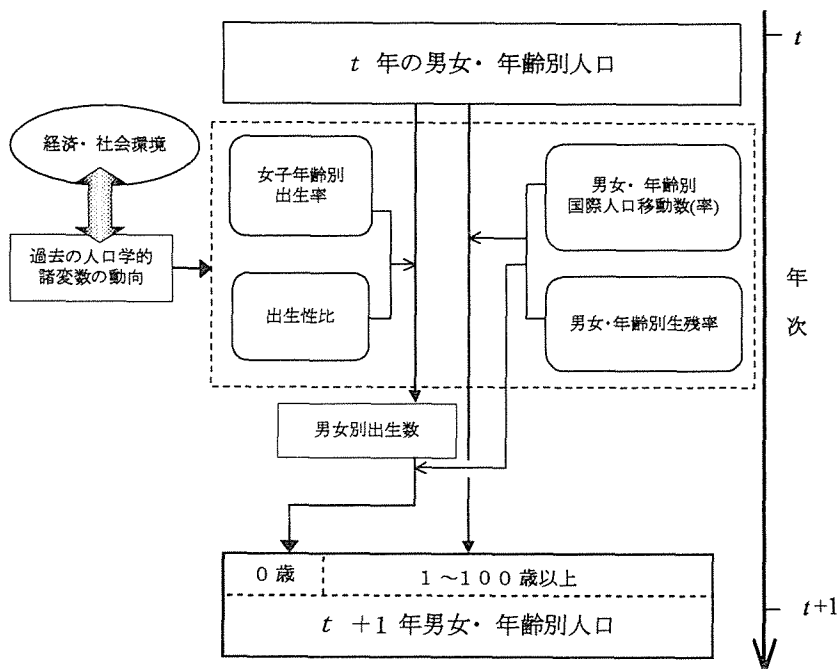 t
t 年の男女・年齢別人口
経済・社会環境
女子年齢別
出生率
男女・年齢別
国際人口移動数(率)
過去の人口学的
諸変数の動向
出生性比
男女・年齢別生残率
年
次
男女別出生数
0歳
1~100歳以上
t+1
t +1年男女・年齢別人口